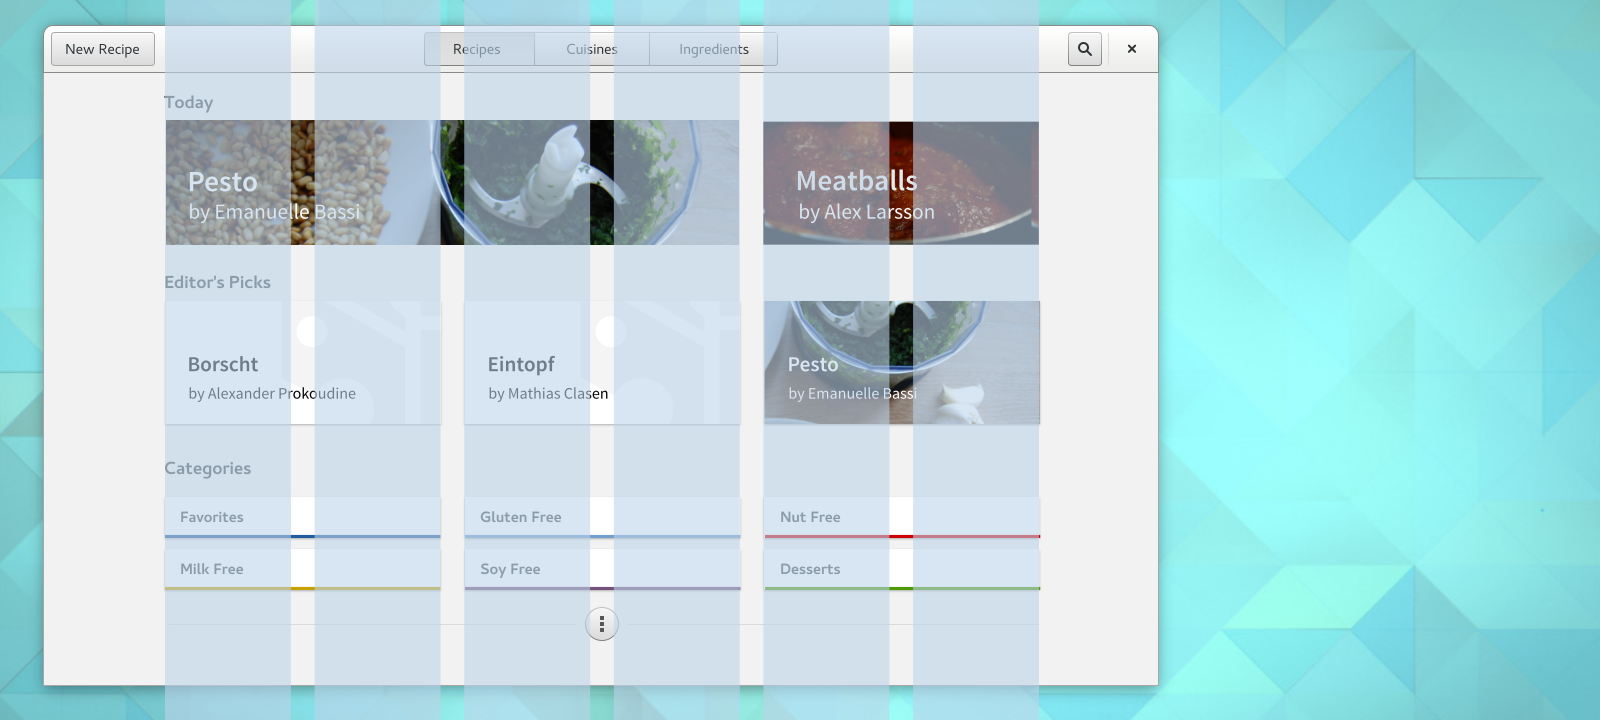 New Recipe
Recipes
Cuisines
Ingredients
Today
Pesto
by Emanuelle Bassi
Meatballs
by Alex Larsson
Editor's Picks
Borscht
by Alexander Prokoudine
Eintopf
by Mathias Clasen
Pesto
by Emanuelle Bassi
Categories
Favorites
Gluten Free
Nut Free
Milk Free
Soy Free
Desserts